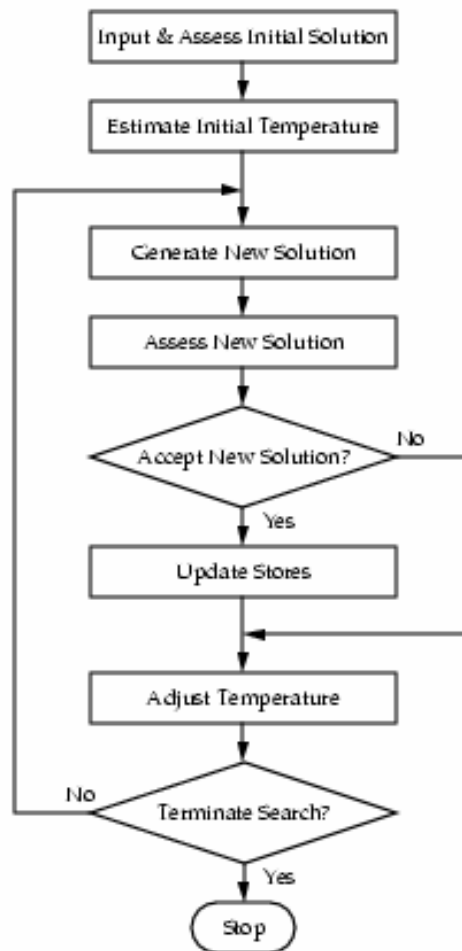 Input & Assess Initial Solution
Estimate Initial Temperature
Generate New Solution
Assess New Solution
Accept New Solution?
No
Yes
Update Stores
Adjust Temperature
No
Terminate Search?
Yes
Stop